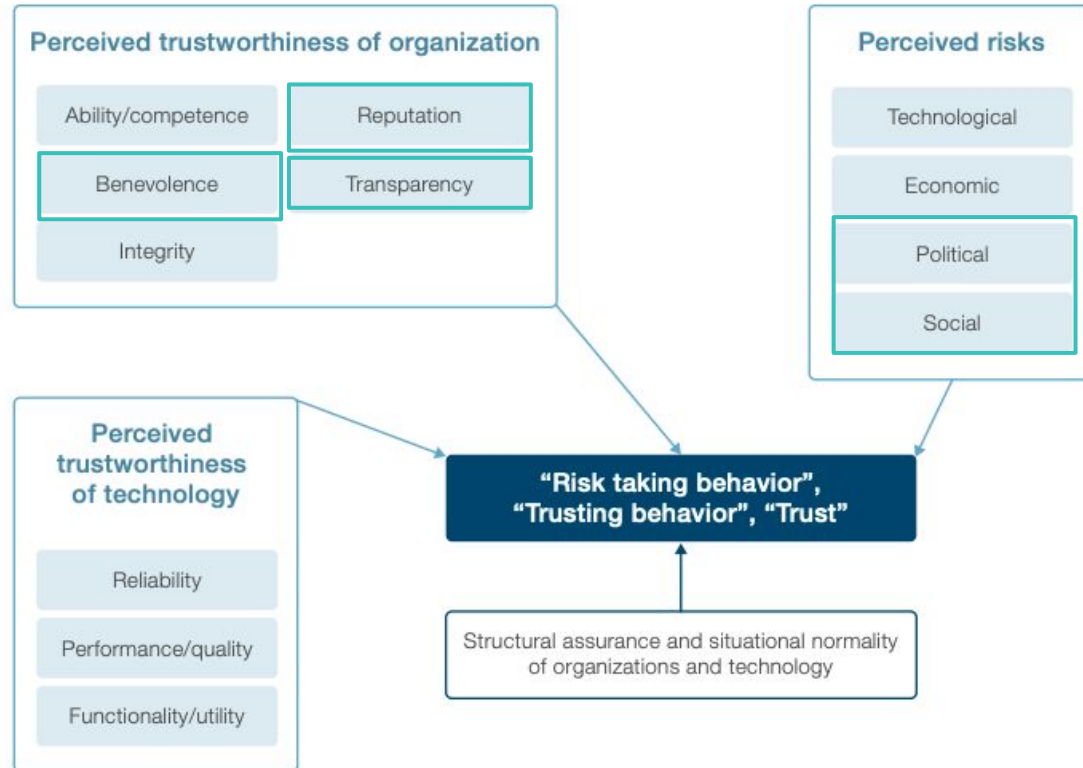 Perceived trustworthiness of organization
Ability/competence
Reputation
Benevolence
Transparency
Integrity
Perceived risks
Technological
Economic
Political
Social
Perceived
trustworthiness
of technology
Reliability
Performance/quality
Functionality/utility
“Risk taking behavior”,
“Trusting behavior”, “Trust”
Structural assurance and situational normality
of organizations and technology